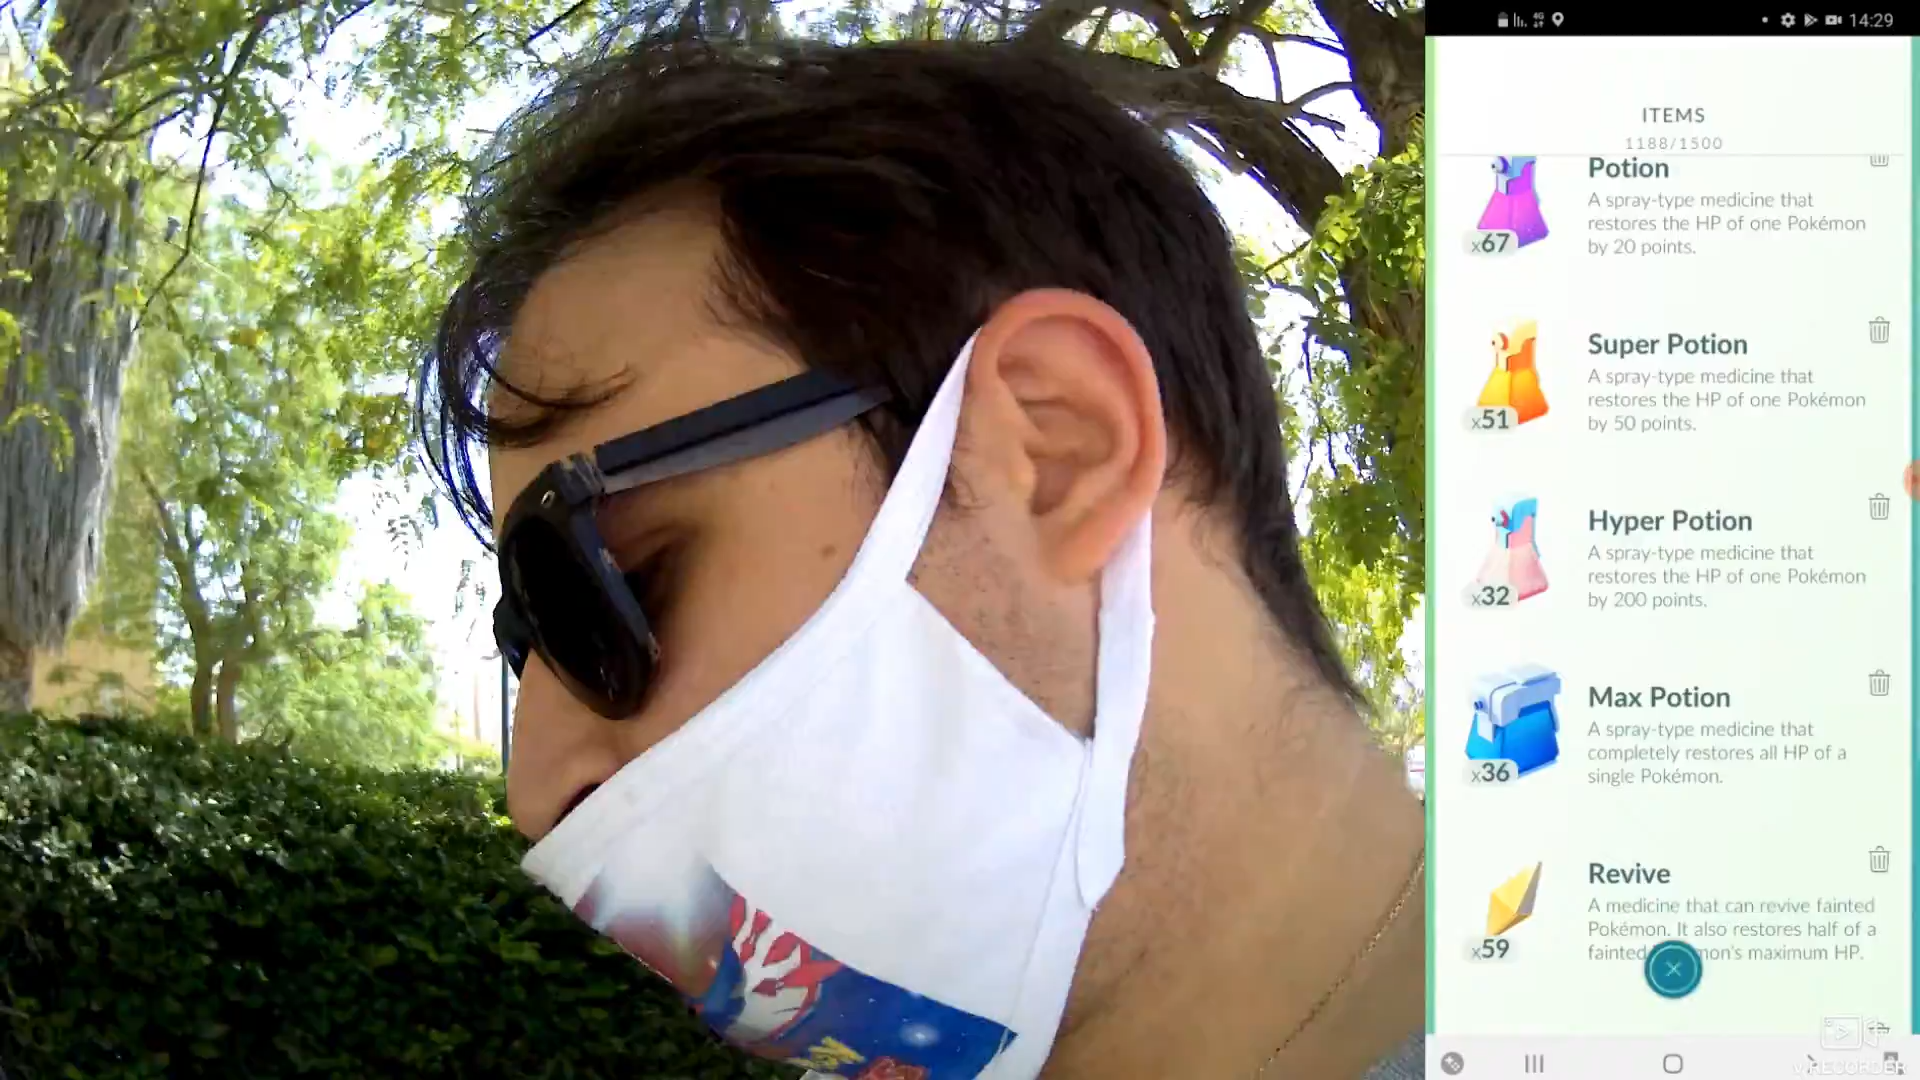 14:29
ITEMS
1188/1500
Potion
A spray-type medicine that
restores the HP of one Pokémon
by 20 points.
x67
Super Potion
A spray-type medicine that
restores the HP of one Pokémon
by 50 points.
x51
Hyper Potion
A spray-type medicine that
restores the HP of one Pokémon
by 200 points.
x32
Max Potion
A spray-type medicine that
completely restores all HP of a
single Pokémon.
x36
Revive
A medicine that can revive fainted
Pokémon. It also restores half of a
fainted mon's maximum HP.
x59
V.RECORDER